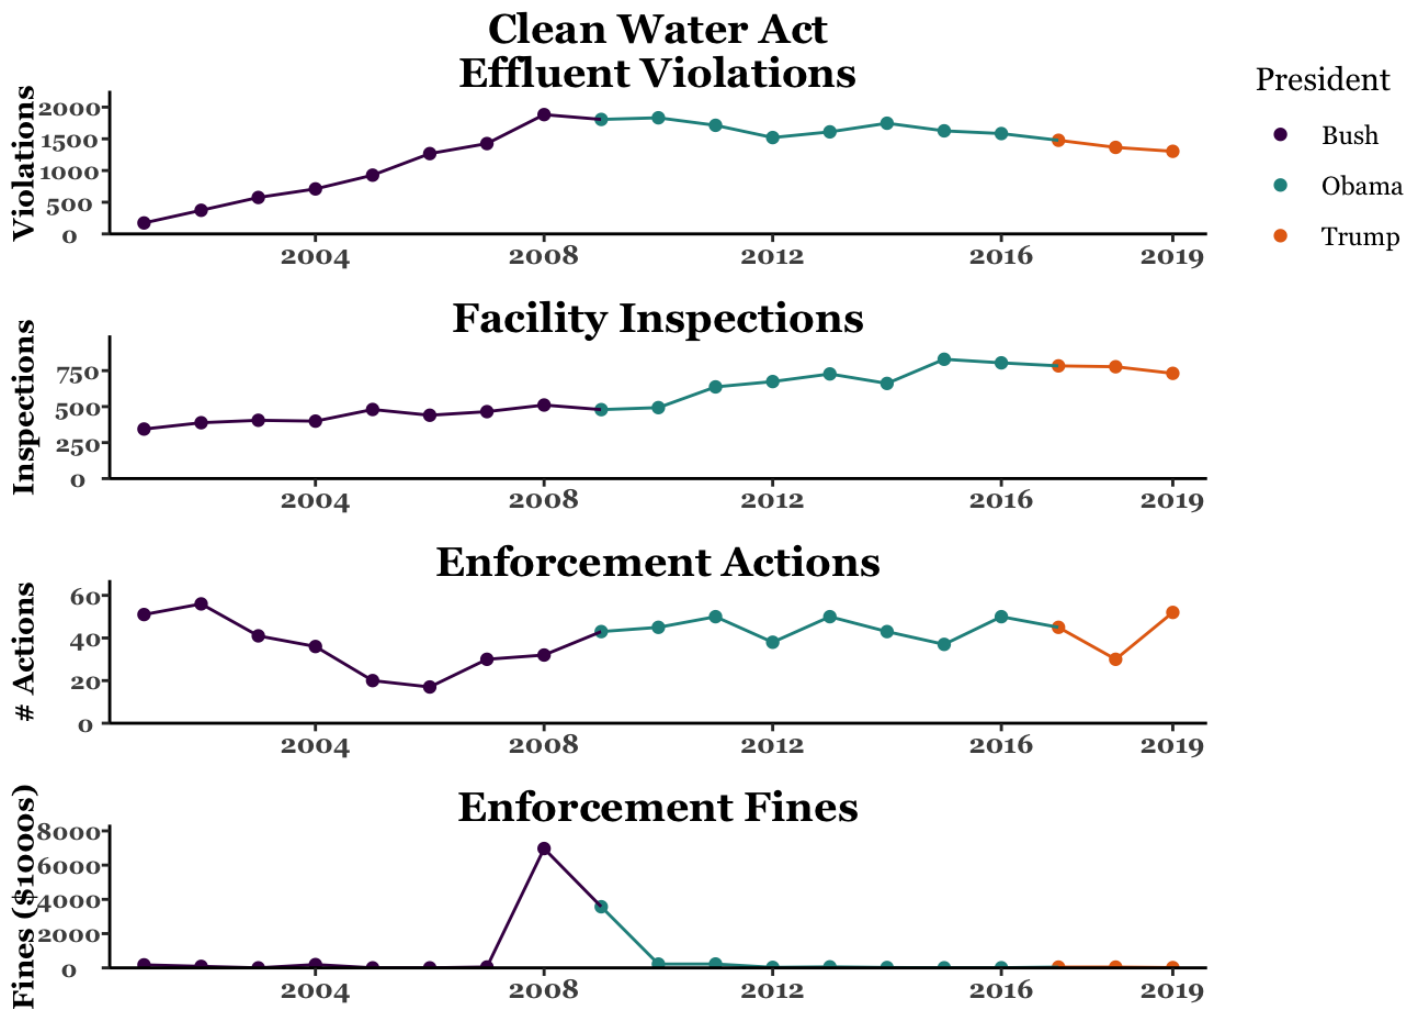 Clean Water Act
Effluent Violations
President
Bush
Obama
Trump
Violations
2000
1500
1000
500
0
2004 2008 2012 2016 2019
Facility Inspections
Inspections
750
500
250
0
2004 2008 2012 2016 2019
Enforcement Actions
# Actions
60
40
20
0
2004 2008 2012 2016 2019
Enforcement Fines
Fines ($1000s)
8000
6000
4000
2000
0
2004 2008 2012 2016 2019